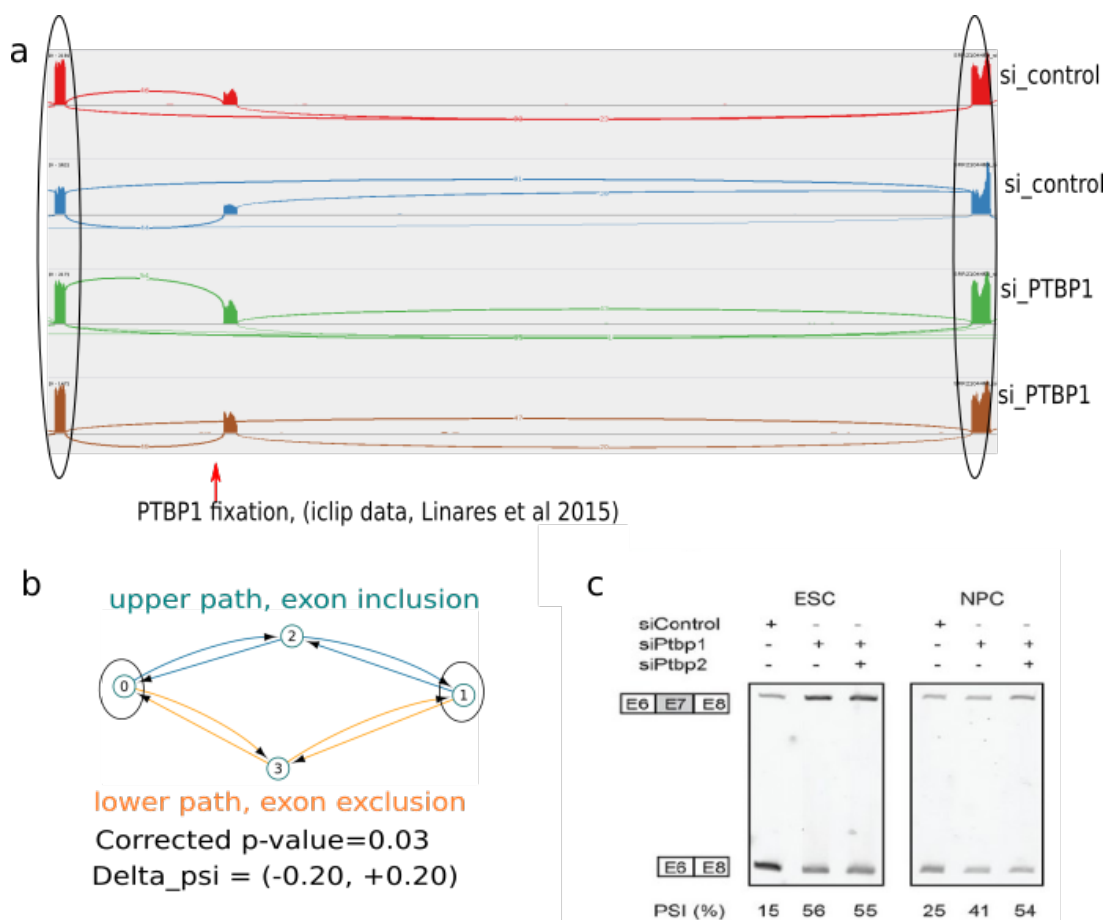 a
si_control
si_control
si_PTBP1
si_PTBP1
PTBP1 fixation, (iclip data, Linares et al 2015)
b
upper path, exon inclusion
2
0
1
3
lower path, exon exclusion
Corrected p-value=0.03
Delta_psi = (-0.20, +0.20)
c
ESC NPC
siControl + - - + - -
siPtbp1 - + + - + +
siPtbp2 - - + - - +
E6 E7 E8
E6 E8
PSI (%) 15 56 55 25 41 54